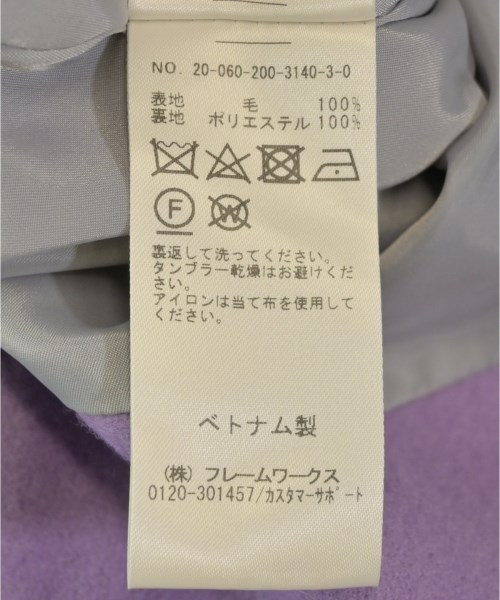 NO. 20-060-200-3140-3-0
表地 毛 100%
裏地 ポリエステル 100%
F W
裏返して洗ってください。
タンブラー乾燥はお避けくだ
さい。
アイロンは当て布を使用して
ください。
ベトナム製
(株) フレームワークス
0120-301457/カスタマーサポート